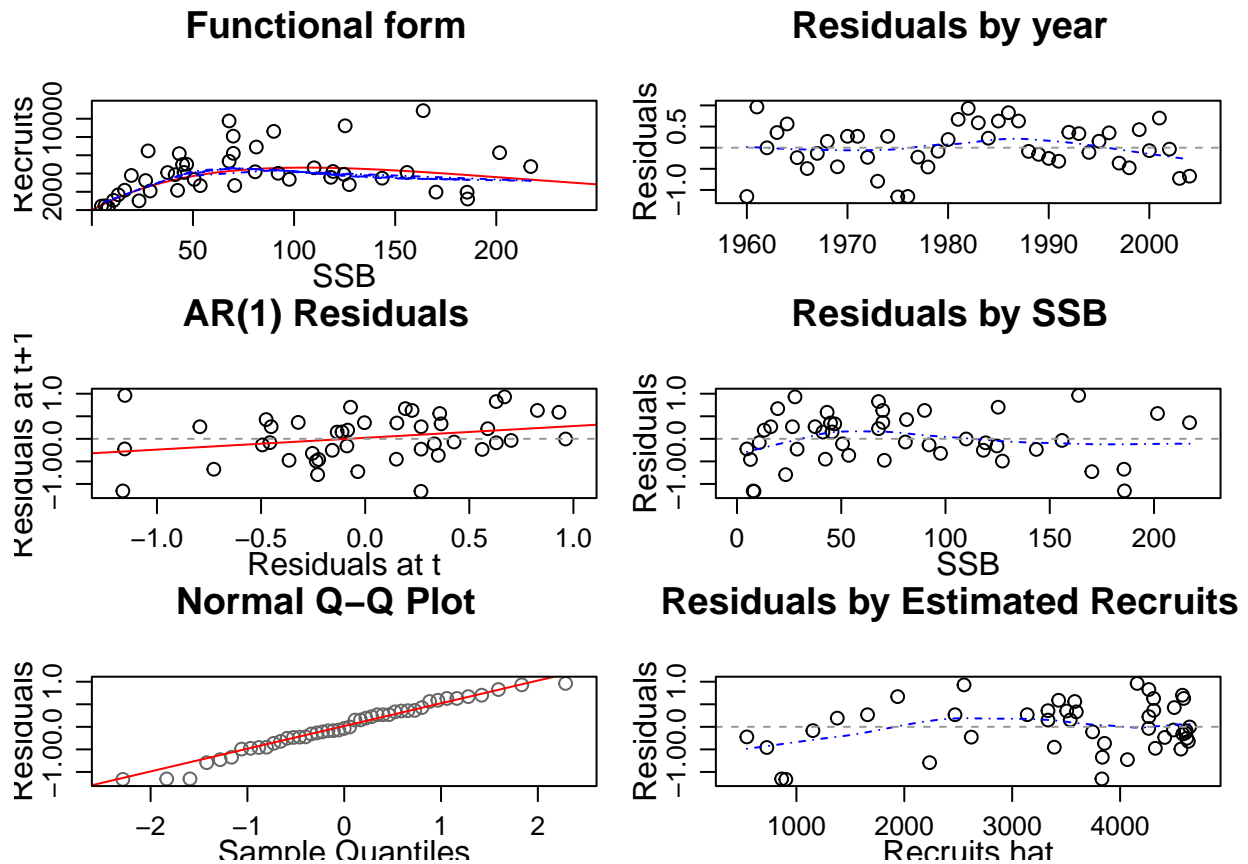 Functional form
Recruits
2000 10000
50 100 150 200
SSB
Residuals by year
Residuals
−1.0 0.5
1960 1970 1980 1990 2000
AR(1) Residuals
Residuals at t+1
−1.0 0.0 1.0
−1.0 −0.5 0.0 0.5 1.0
Residuals at t
Residuals by SSB
Residuals
−1.0 0.0 1.0
0 50 100 150 200
SSB
Normal Q−Q Plot
Residuals
−1.0 0.0 1.0
−2 −1 0 1 2
Sample Quantiles
Residuals by Estimated Recruits
Residuals
−1.0 0.0 1.0
1000 2000 3000 4000
Recruits hat